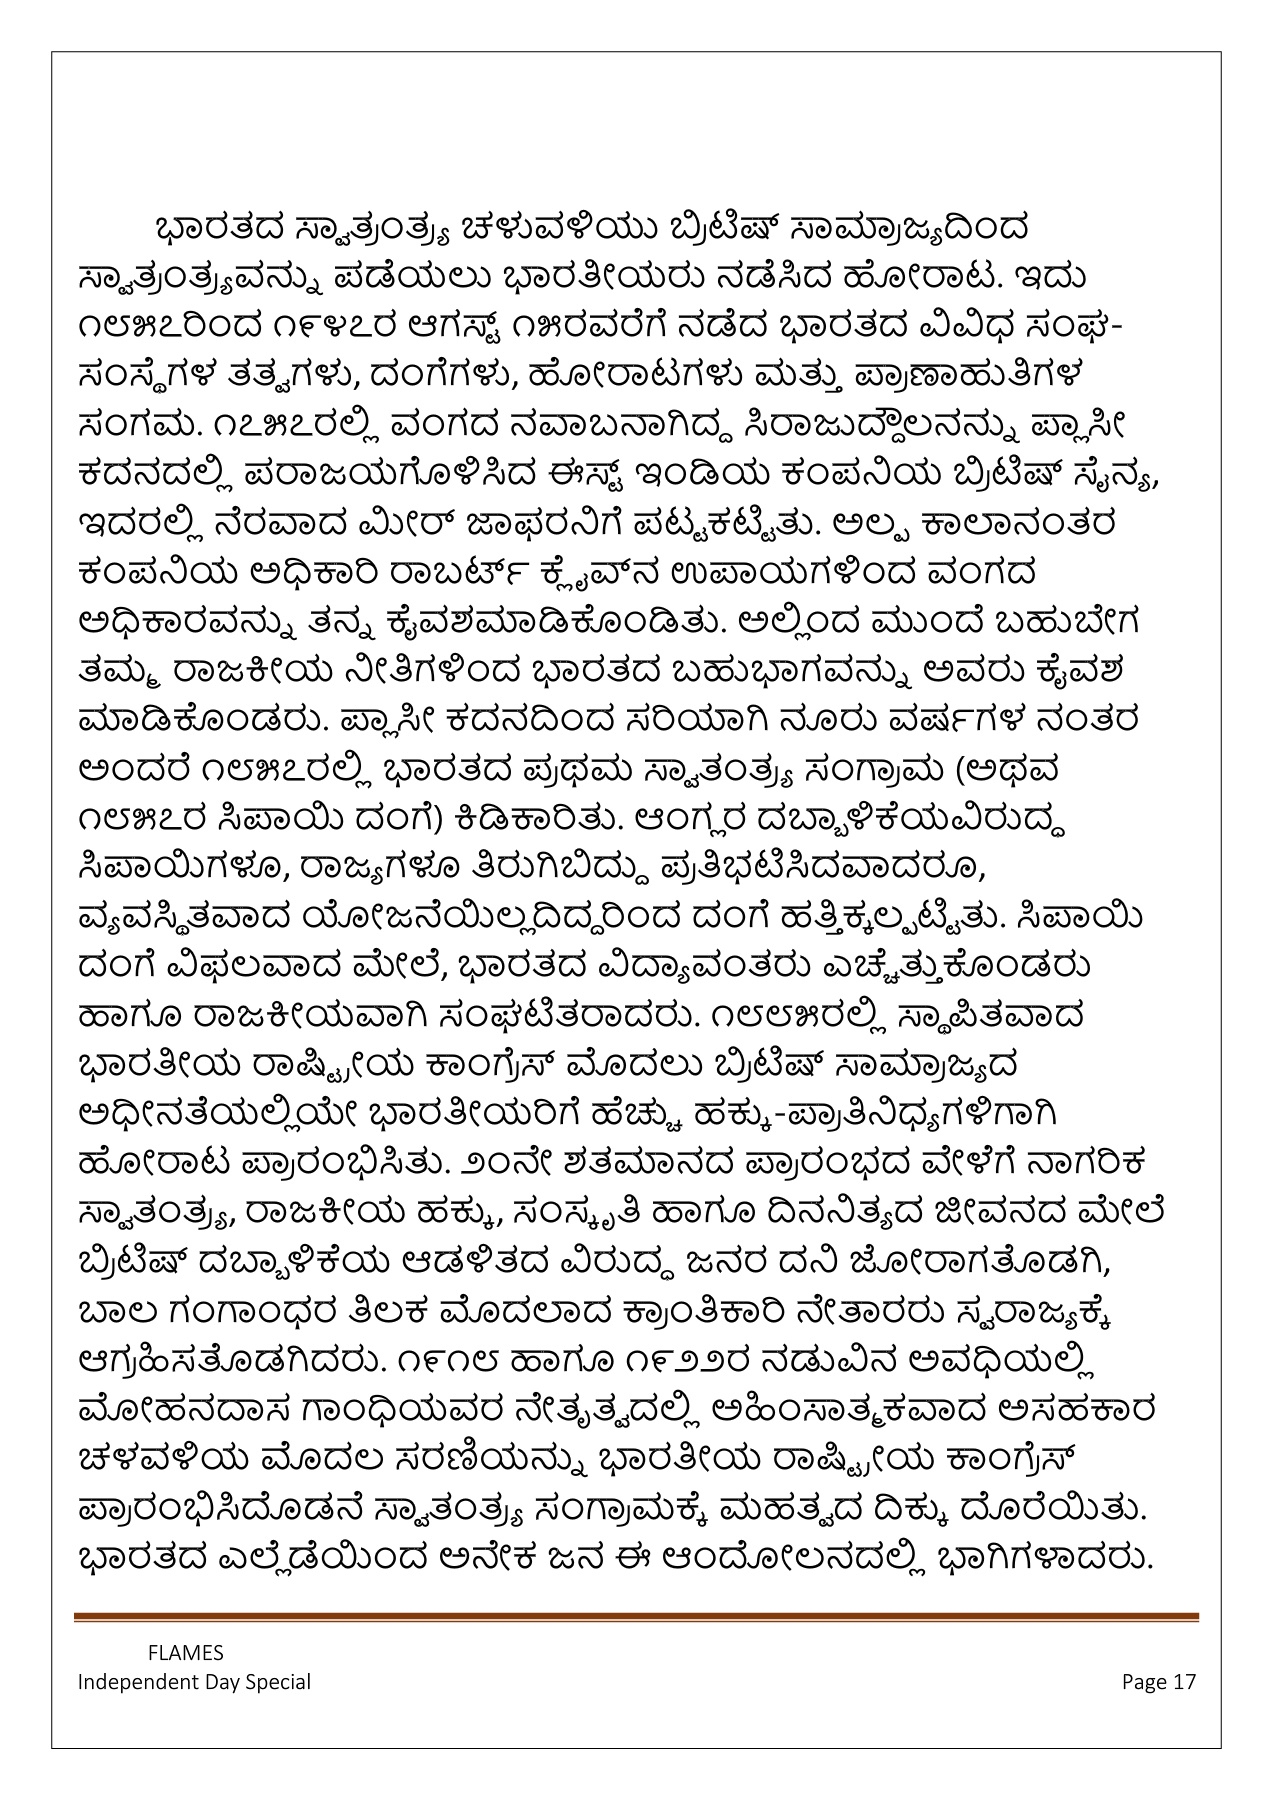 ಭಾರತದ ಸ್ವಾತ್ರಂತ್ರ್ಯ ಚಳುವಳಿಯು ಬ್ರಿಟಿಷ್ ಸಾಮ್ರಾಜ್ಯದಿಂದ
ಸ್ವಾತ್ರಂತ್ರ್ಯವನ್ನು ಪಡೆಯಲು ಭಾರತೀಯರು ನಡೆಸಿದ ಹೋರಾಟ. ಇದು
೧೮೫೭ರಿಂದ ೧೯೪೭ರ ಆಗಸ್ಟ್ ೧೫ರವರೆಗೆ ನಡೆದ ಭಾರತದ ವಿವಿಧ ಸಂಘ-
ಸಂಸ್ಥೆಗಳ ತತ್ವಗಳು, ದಂಗೆಗಳು, ಹೋರಾಟಗಳು ಮತ್ತು ಪ್ರಾಣಾಹುತಿಗಳ
ಸಂಗಮ. ೧೭೫೭ರಲ್ಲಿ ವಂಗದ ನವಾಬನಾಗಿದ್ದ ಸಿರಾಜುದ್ದೌಲನನ್ನು ಪ್ಲಾಸೀ
ಕದನದಲ್ಲಿ ಪರಾಜಯಗೊಳಿಸಿದ ಈಸ್ಟ್ ಇಂಡಿಯ ಕಂಪನಿಯ ಬ್ರಿಟಿಷ್ ಸೈನ್ಯ,
ಇದರಲ್ಲಿ ನೆರವಾದ ಮೀರ್ ಜಾಫರನಿಗೆ ಪಟ್ಟಕಟ್ಟಿತು. ಅಲ್ಪ ಕಾಲಾನಂತರ
ಕಂಪನಿಯ ಅಧಿಕಾರಿ ರಾಬರ್ಟ್ ಕ್ಲೈವ್‌ನ ಉಪಾಯಗಳಿಂದ ವಂಗದ
ಅಧಿಕಾರವನ್ನು ತನ್ನ ಕೈವಶಮಾಡಿಕೊಂಡಿತು. ಅಲ್ಲಿಂದ ಮುಂದೆ ಬಹುಬೇಗ
ತಮ್ಮ ರಾಜಕೀಯ ನೀತಿಗಳಿಂದ ಭಾರತದ ಬಹುಭಾಗವನ್ನು ಅವರು ಕೈವಶ
ಮಾಡಿಕೊಂಡರು. ಪ್ಲಾಸೀ ಕದನದಿಂದ ಸರಿಯಾಗಿ ನೂರು ವರ್ಷಗಳ ನಂತರ
ಅಂದರೆ ೧೮೫೭ರಲ್ಲಿ ಭಾರತದ ಪ್ರಥಮ ಸ್ವಾತಂತ್ರ್ಯ ಸಂಗ್ರಾಮ (ಅಥವ
೧೮೫೭ರ ಸಿಪಾಯಿ ದಂಗೆ) ಕಿಡಿಕಾರಿತು. ಆಂಗ್ಲರ ದಬ್ಬಾಳಿಕೆಯವಿರುದ್ಧ
ಸಿಪಾಯಿಗಳೂ, ರಾಜ್ಯಗಳೂ ತಿರುಗಿಬಿದ್ದು ಪ್ರತಿಭಟಿಸಿದವಾದರೂ,
ವ್ಯವಸ್ಥಿತವಾದ ಯೋಜನೆಯಿಲ್ಲದಿದ್ದರಿಂದ ದಂಗೆ ಹತ್ತಿಕ್ಕಲ್ಪಟ್ಟಿತು. ಸಿಪಾಯಿ
ದಂಗೆ ವಿಫಲವಾದ ಮೇಲೆ, ಭಾರತದ ವಿದ್ಯಾವಂತರು ಎಚ್ಚೆತ್ತುಕೊಂಡರು
ಹಾಗೂ ರಾಜಕೀಯವಾಗಿ ಸಂಘಟಿತರಾದರು. ೧೮೮೫ರಲ್ಲಿ ಸ್ಥಾಪಿತವಾದ
ಭಾರತೀಯ ರಾಷ್ಟ್ರೀಯ ಕಾಂಗ್ರೆಸ್ ಮೊದಲು ಬ್ರಿಟಿಷ್ ಸಾಮ್ರಾಜ್ಯದ
ಅಧೀನತೆಯಲ್ಲಿಯೇ ಭಾರತೀಯರಿಗೆ ಹೆಚ್ಚು ಹಕ್ಕು-ಪ್ರಾತಿನಿಧ್ಯಗಳಿಗಾಗಿ
ಹೋರಾಟ ಪ್ರಾರಂಭಿಸಿತು. ೨೦ನೇ ಶತಮಾನದ ಪ್ರಾರಂಭದ ವೇಳೆಗೆ ನಾಗರಿಕ
ಸ್ವಾತಂತ್ರ್ಯ, ರಾಜಕೀಯ ಹಕ್ಕು, ಸಂಸ್ಕೃತಿ ಹಾಗೂ ದಿನನಿತ್ಯದ ಜೀವನದ ಮೇಲೆ
ಬ್ರಿಟಿಷ್ ದಬ್ಬಾಳಿಕೆಯ ಆಡಳಿತದ ವಿರುದ್ಧ ಜನರ ದನಿ ಜೋರಾಗತೊಡಗಿ,
ಬಾಲ ಗಂಗಾಂಧರ ತಿಲಕ ಮೊದಲಾದ ಕ್ರಾಂತಿಕಾರಿ ನೇತಾರರು ಸ್ವರಾಜ್ಯಕ್ಕೆ
ಆಗ್ರಹಿಸತೊಡಗಿದರು. ೧೯೧೮ ಹಾಗೂ ೧೯೨೨ರ ನಡುವಿನ ಅವಧಿಯಲ್ಲಿ
ಮೋಹನದಾಸ ಗಾಂಧಿಯವರ ನೇತೃತ್ವದಲ್ಲಿ ಅಹಿಂಸಾತ್ಮಕವಾದ ಅಸಹಕಾರ
ಚಳವಳಿಯ ಮೊದಲ ಸರಣಿಯನ್ನು ಭಾರತೀಯ ರಾಷ್ಟ್ರೀಯ ಕಾಂಗ್ರೆಸ್
ಪ್ರಾರಂಭಿಸಿದೊಡನೆ ಸ್ವಾತಂತ್ರ್ಯ ಸಂಗ್ರಾಮಕ್ಕೆ ಮಹತ್ವದ ದಿಕ್ಕು ದೊರೆಯಿತು.
ಭಾರತದ ಎಲ್ಲೆಡೆಯಿಂದ ಅನೇಕ ಜನ ಈ ಆಂದೋಲನದಲ್ಲಿ ಭಾಗಿಗಳಾದರು.
FLAMES
Independent Day Special Page 17